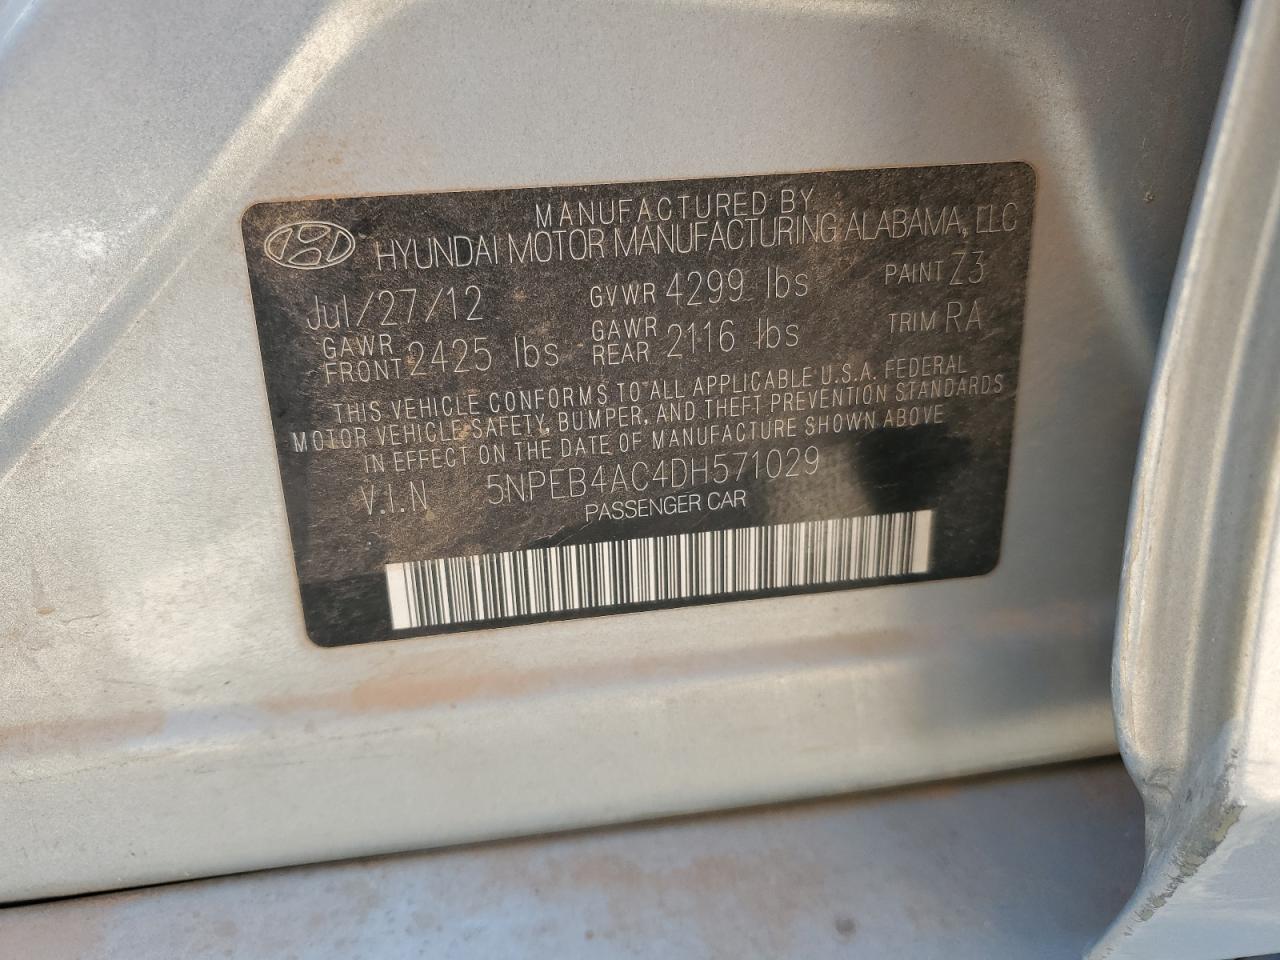 MANUFACTURED BY
HYUNDAI MOTOR MANUFACTURING ALABAMA, LLC
Jul/27/12 GVWR 4299 lbs PAINT Z3
GAWR FRONT 2425 lbs GAWR REAR 2116 lbs TRIM RA
THIS VEHICLE CONFORMS TO ALL APPLICABLE U.S.A. FEDERAL
MOTOR VEHICLE SAFETY, BUMPER, AND THEFT PREVENTION STANDARDS
IN EFFECT ON THE DATE OF MANUFACTURE SHOWN ABOVE
V.I.N 5NPEB4AC4DH571029
PASSENGER CAR